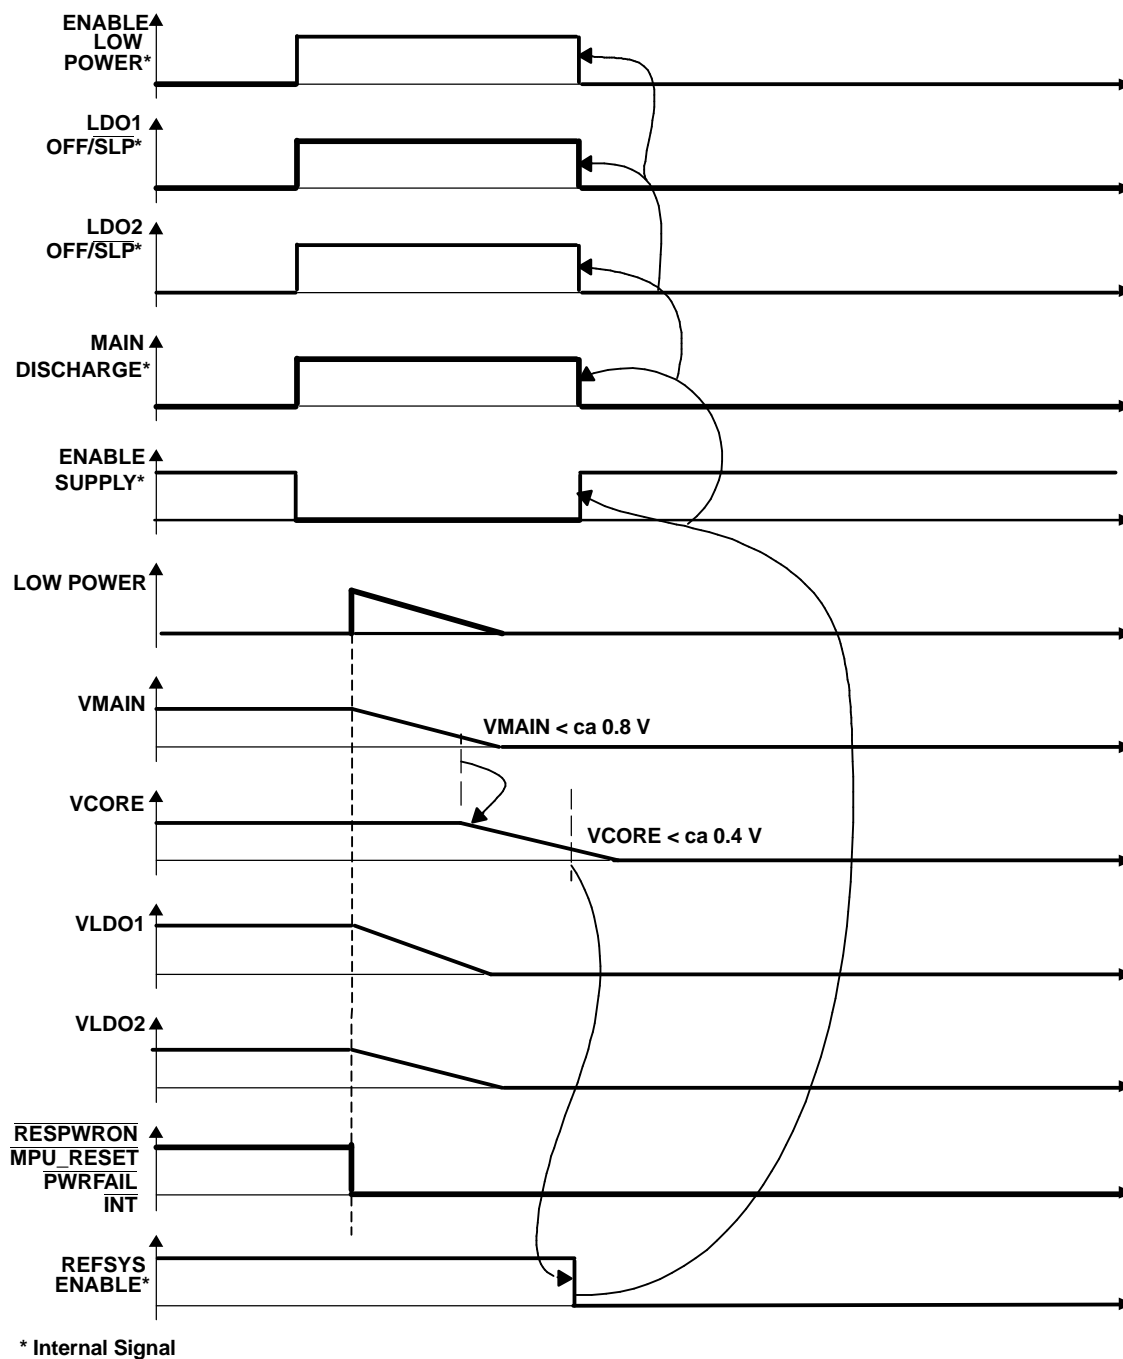 ENABLE
LOW
POWER*
LDO1
OFF/SLP*
LDO2
OFF/SLP*
MAIN
DISCHARGE*
ENABLE
SUPPLY*
LOW POWER
VMAIN
VMAIN < ca 0.8 V
VCORE
VCORE < ca 0.4 V
VLDO1
VLDO2
RESPWRON
MPU_RESET
PWRFAIL
INT
REFSYS
ENABLE*
* Internal Signal